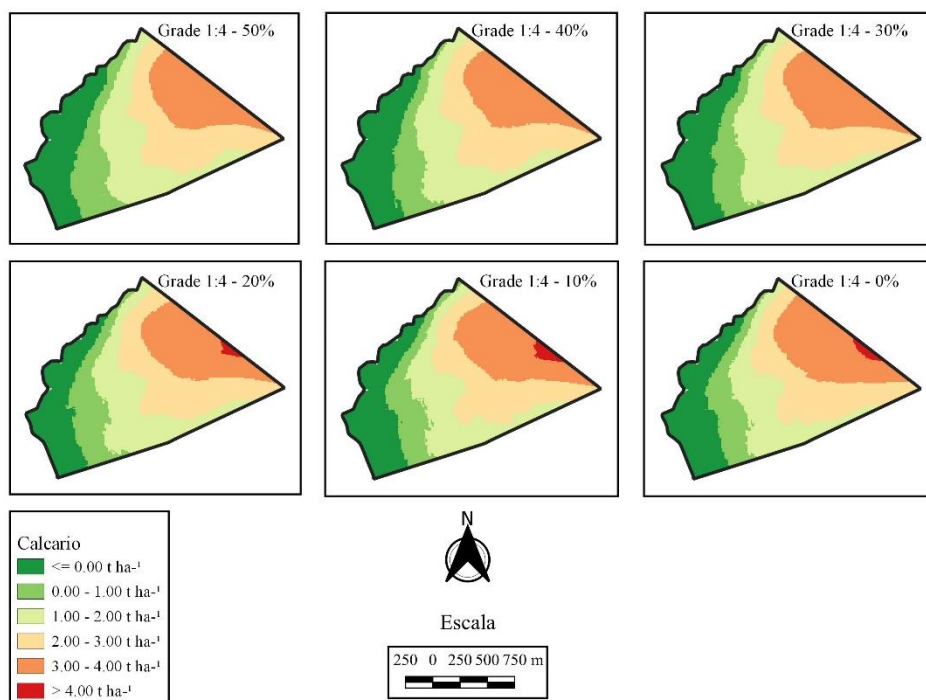 Grade 1:4 - 50%
Grade 1:4 - 40%
Grade 1:4 - 30%
Grade 1:4 - 20%
Grade 1:4 - 10%
Grade 1:4 - 0%
Calcario
<= 0.00 t ha-¹
0.00 - 1.00 t ha-¹
1.00 - 2.00 t ha-¹
2.00 - 3.00 t ha-¹
3.00 - 4.00 t ha-¹
> 4.00 t ha-¹
N
Escala
250 0 250 500 750 m